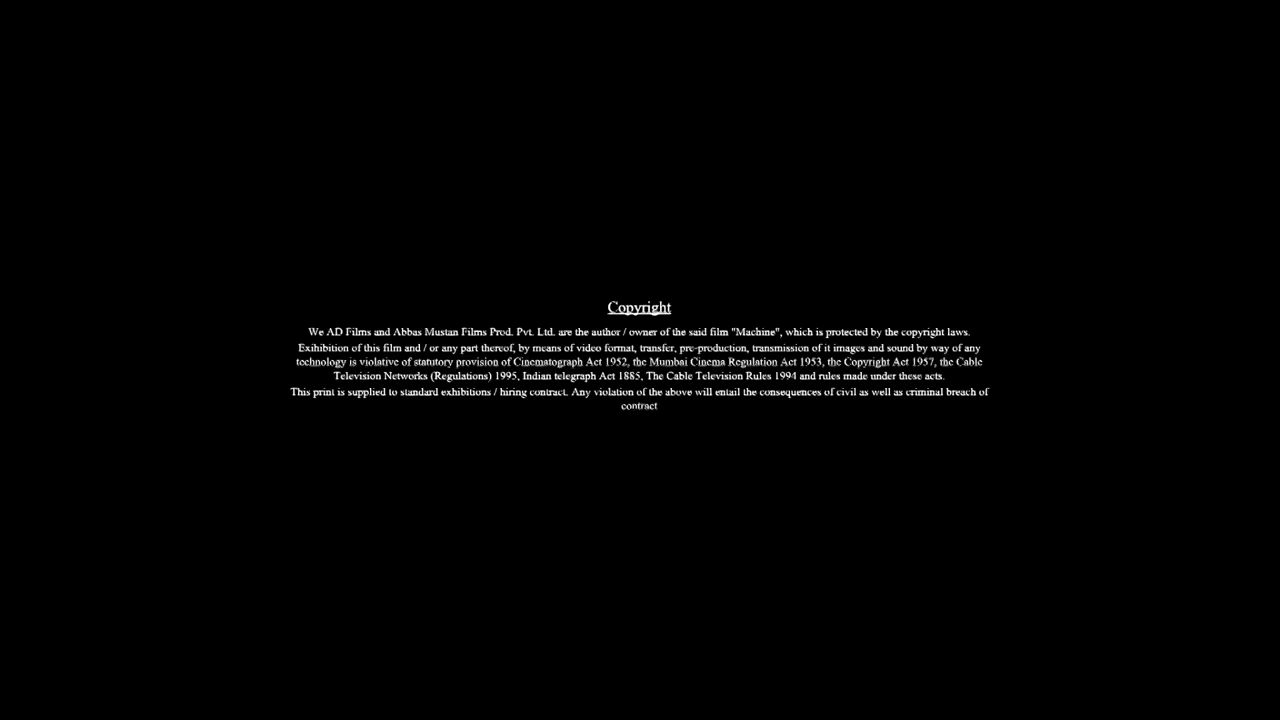 Copyright
We AD Films and Abbas Mustan Films Prod. Pvt. Ltd. are the author / owner of the said film "Machine", which is protected by the copyright laws.
Exihibition of this film and / or any part thereof, by means of video format, transfer, pre-production, transmission of it images and sound by way of any
technology is violative of statutory provision of Cinematograph Act 1952, the Mumbai Cinema Regulation Act 1953, the Copyright Act 1957, the Cable
Television Networks (Regulations) 1995, Indian telegraph Act 1885, The Cable Television Rules 1994 and rules made under these acts.
This print is supplied to standard exhibitions / hiring contract. Any violation of the above will entail the consequences of civil as well as criminal breach of
contract